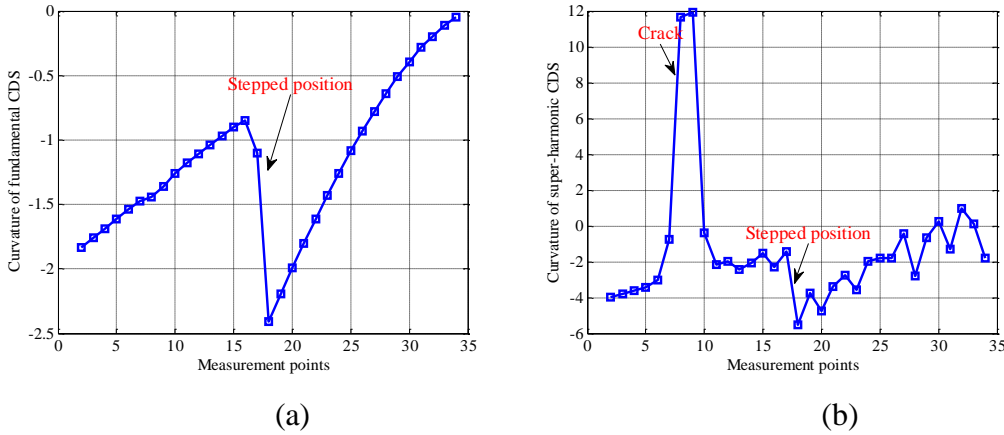 0
-0.5
-1
-1.5
-2
-2.5
0 5 10 15 20 25 30 35
Curvature of fundamental CDS
Measurement points
Stepped position
(a)
12
10
8
6
4
2
0
-2
-4
-6
0 5 10 15 20 25 30 35
Curvature of super-harmonic CDS
Measurement points
Crack
Stepped position
(b)